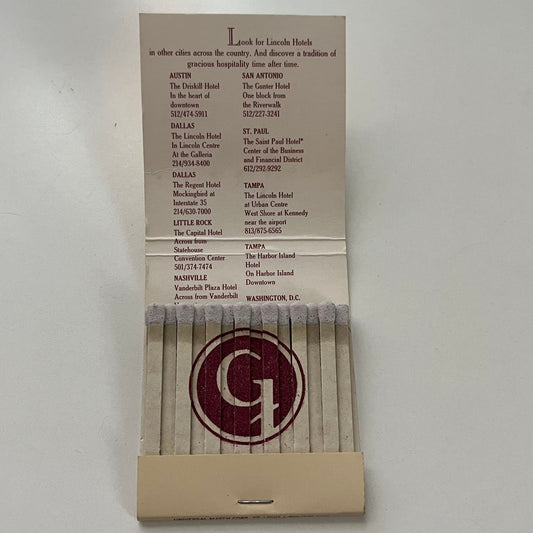 Look for Lincoln Hotels
in other cities across the country. And discover a tradition of
gracious hospitality time after time.
AUSTIN
The Driskill Hotel
In the heart of
downtown
512/474-5911
DALLAS
The Lincoln Hotel
In Lincoln Centre
At the Galleria
214/934-8400
DALLAS
The Regent Hotel
Mockingbird at
Interstate 35
214/630-7000
LITTLE ROCK
The Capital Hotel
Across from
Statehouse
Convention Center
501/374-7474
NASHVILLE
Vanderbilt Plaza Hotel
Across from Vanderbilt
SAN ANTONIO
The Gunter Hotel
One block from
the Riverwalk
512/227-3241
ST. PAUL
The Saint Paul Hotel*
Center of the Business
and Financial District
612/292-9292
TAMPA
The Lincoln Hotel
at Urban Centre
West Shore at Kennedy
near the airport
813/875-6565
TAMPA
The Harbor Island
Hotel
On Harbor Island
Downtown
WASHINGTON, D.C.
G